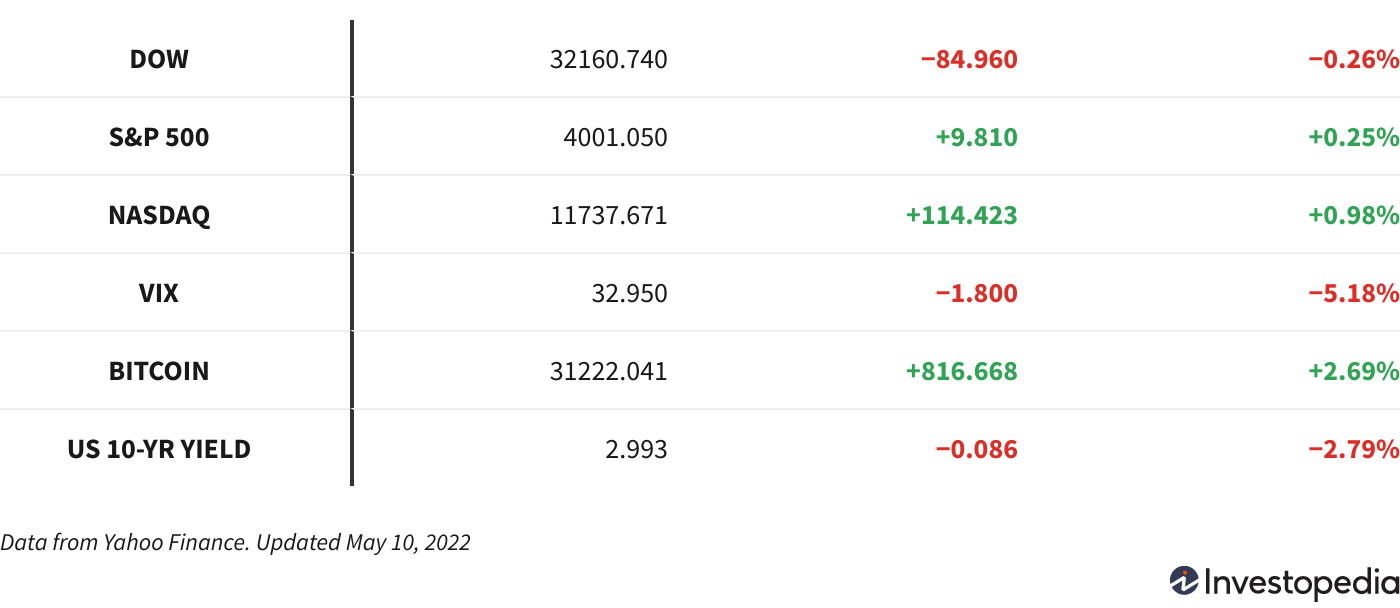 DOW 32160.740 −84.960 −0.26%
S&P 500 4001.050 +9.810 +0.25%
NASDAQ 11737.671 +114.423 +0.98%
VIX 32.950 −1.800 −5.18%
BITCOIN 31222.041 +816.668 +2.69%
US 10-YR YIELD 2.993 −0.086 −2.79%
Data from Yahoo Finance. Updated May 10, 2022
Investopedia